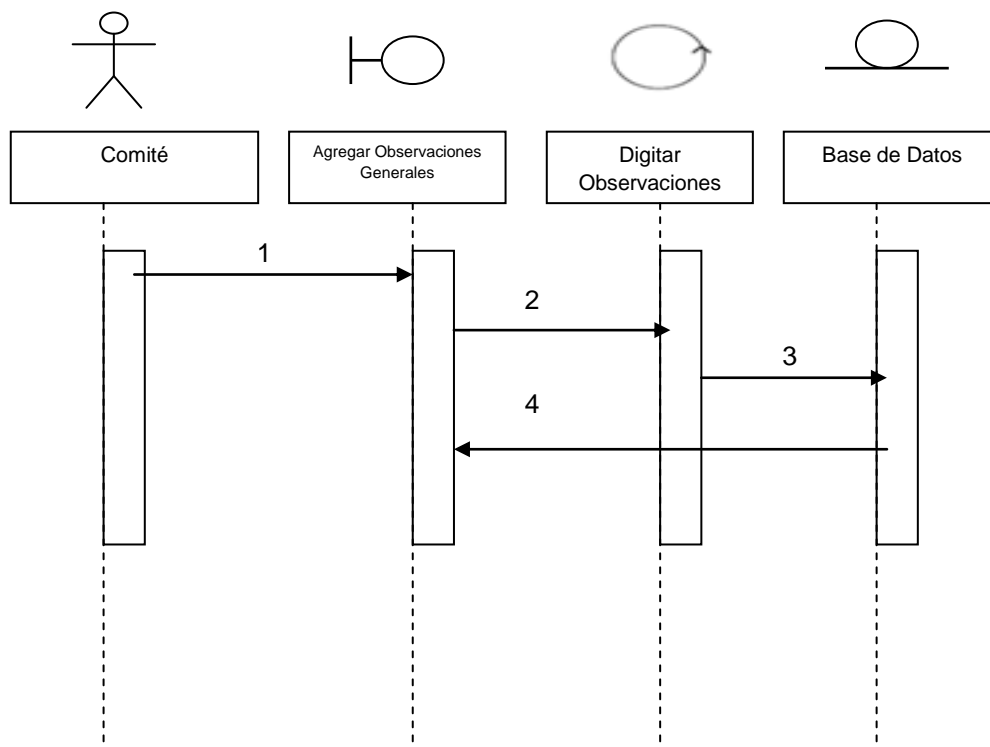 Comité
Agregar Observaciones
Generales
Digitar
Observaciones
Base de Datos
1
2
3
4